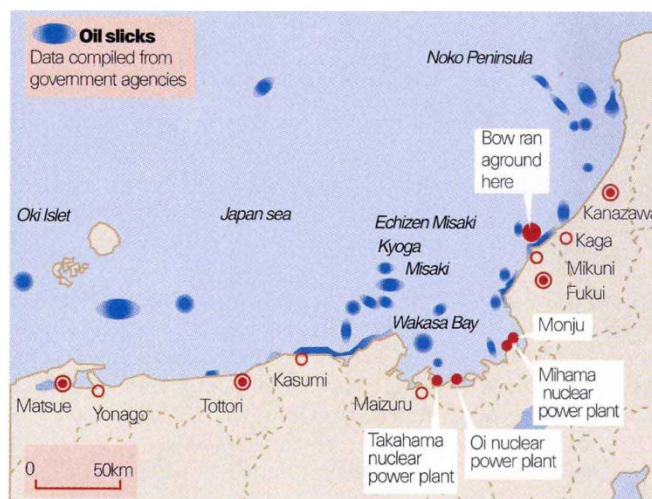 Oil slicks
Data compiled from
government agencies
Noko Peninsula
Bow ran
aground
here
Oki Islet
Japan sea
Echizen Misaki
Kyoga
Misaki
Kanazawa
Kaga
Mikuni
Fukui
Wakasa Bay
Monju
Mihama
nuclear
power plant
Kasumi
Matsue
Yonago
Tottori
Maizuru
Takahama
nuclear
power plant
Oi nuclear
power plant
0 50km